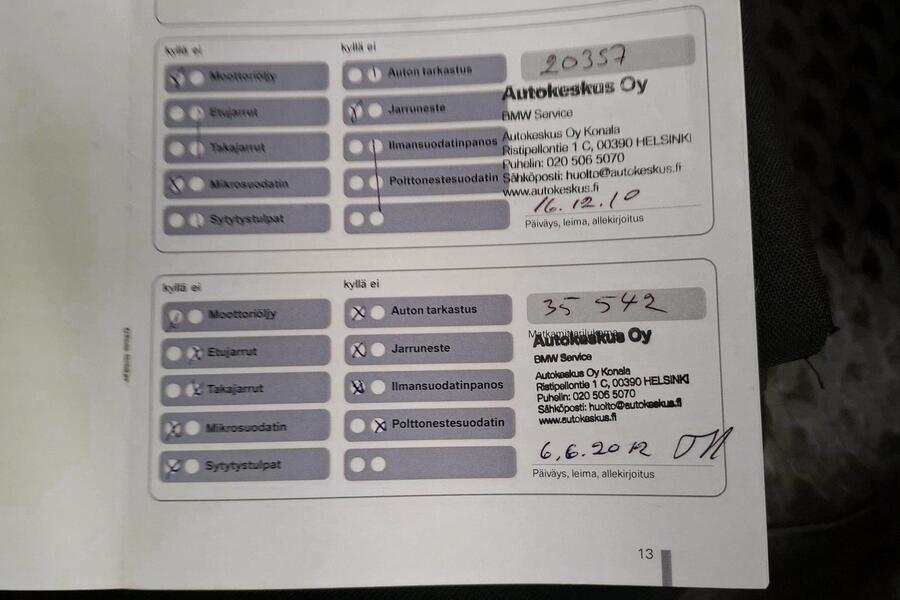 kyllä ei
Moottoriöljy
Etujarrut
Takajarrut
Mikrosuodatin
Sytytystulpat
kyllä ei
Auton tarkastus
Jarruneste
Ilmansuodatinpanos
Polttonestesuodatin
20357
Autokeskus Oy
BMW Service
Autokeskus Oy Konala
Ristipellontie 1 C, 00390 HELSINKI
Puhelin: 020 506 5070
Sähköposti: huolto@autokeskus.fi
www.autokeskus.fi
16.12.10
Päiväys, leima, allekirjoitus
kyllä ei
Moottoriöljy
Etujarrut
Takajarrut
Mikrosuodatin
Sytytystulpat
kyllä ei
Auton tarkastus
Jarruneste
Ilmansuodatinpanos
Polttonestesuodatin
35 542
Matkamittarilukema
Autokeskus Oy
BMW Service
Autokeskus Oy Konala
Ristipellontie 1 C, 00390 HELSINKI
Puhelin: 020 506 5070
Sähköposti: huolto@autokeskus.fi
www.autokeskus.fi
6.6.2012
Päiväys, leima, allekirjoitus
13